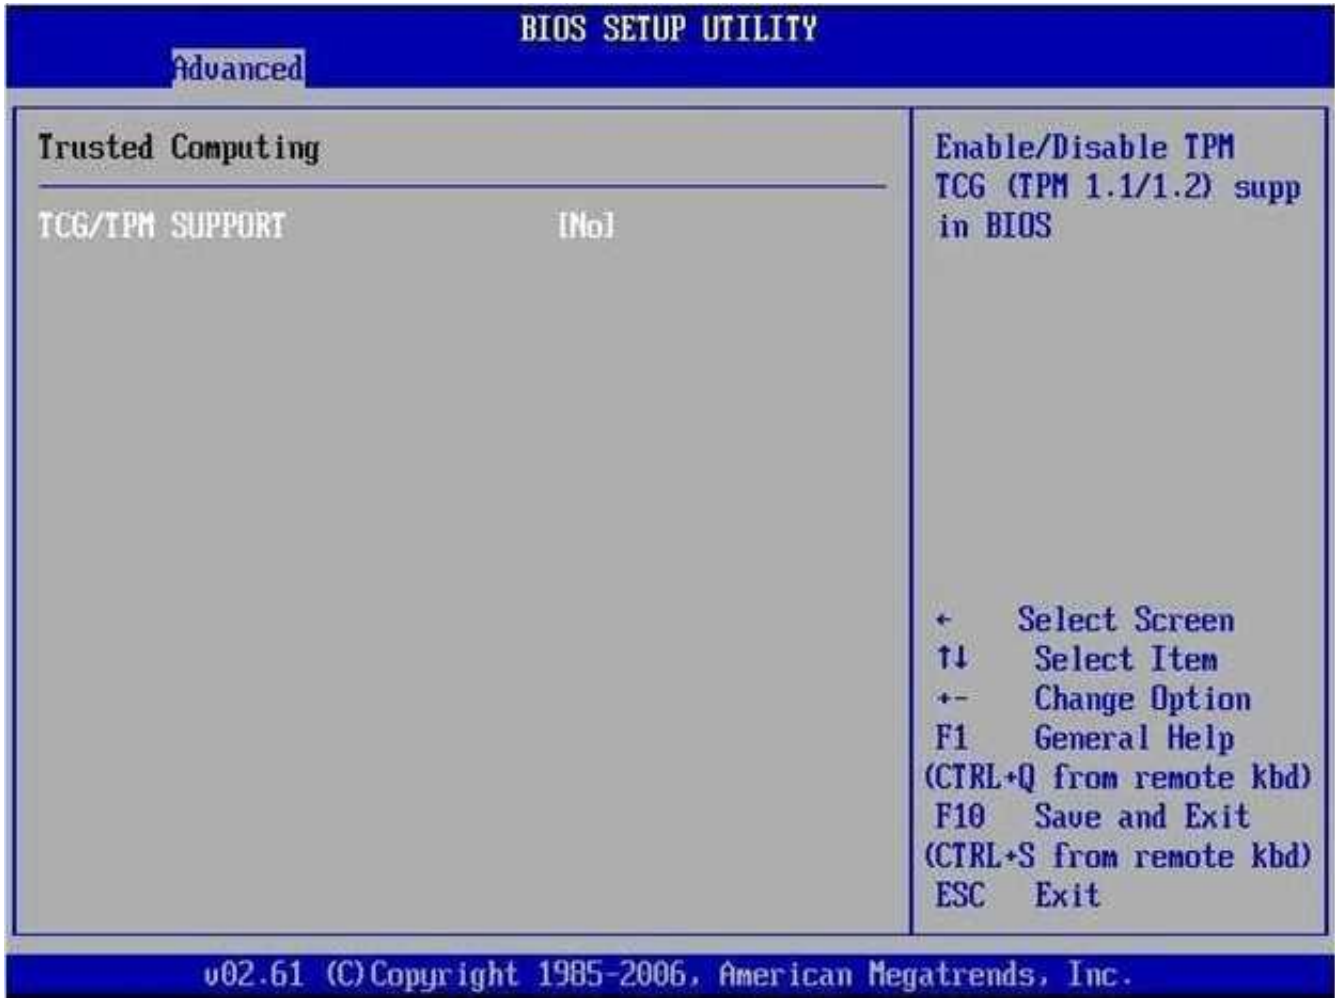 BIOS SETUP UTILITY
Advanced
Trusted Computing
TCG/TPM SUPPORT [No]
Enable/Disable TPM
TCG (TPM 1.1/1.2) supp
in BIOS
← Select Screen
↑↓ Select Item
+- Change Option
F1 General Help
(CTRL+Q from remote kbd)
F10 Save and Exit
(CTRL+S from remote kbd)
ESC Exit
v02.61 (C)Copyright 1985-2006, American Megatrends, Inc.